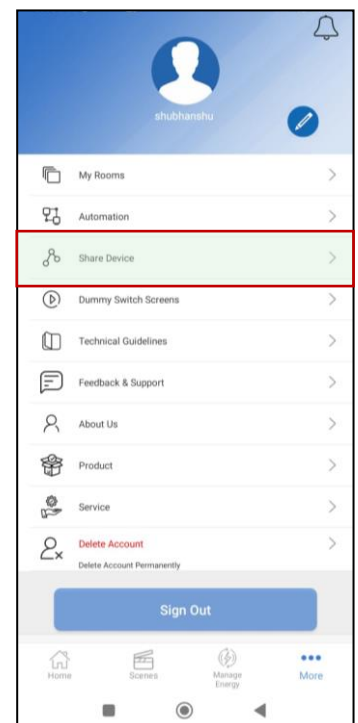 shubhanshu
My Rooms
Automation
Share Device
Dummy Switch Screens
Technical Guidelines
Feedback & Support
About Us
Product
Service
Delete Account
Delete Account Permanently
Sign Out
Home
Scenes
Manage
Energy
More